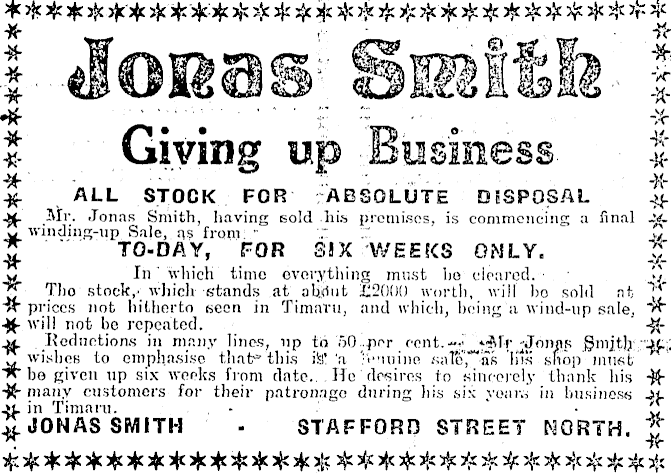 Jonas Smith
Giving up Business
ALL STOCK FOR ABSOLUTE DISPOSAL
Mr. Jonas Smith, having sold his premises, is commencing a final
winding-up Sale, as from
TO-DAY, FOR SIX WEEKS ONLY.
In which time everything must be cleared.
The stock, which stands at about £2000 worth, will be sold at
prices not hitherto seen in Timaru, and which, being a wind-up sale,
will not be repeated.
Reductions in many lines, up to 50 per cent. Mr Jonas Smith
wishes to emphasise that this is a genuine sale, as his shop must
be given up six weeks from date. He desires to sincerely thank his
many customers for their patronage during his six years in business
in Timaru.
JONAS SMITH - STAFFORD STREET NORTH.